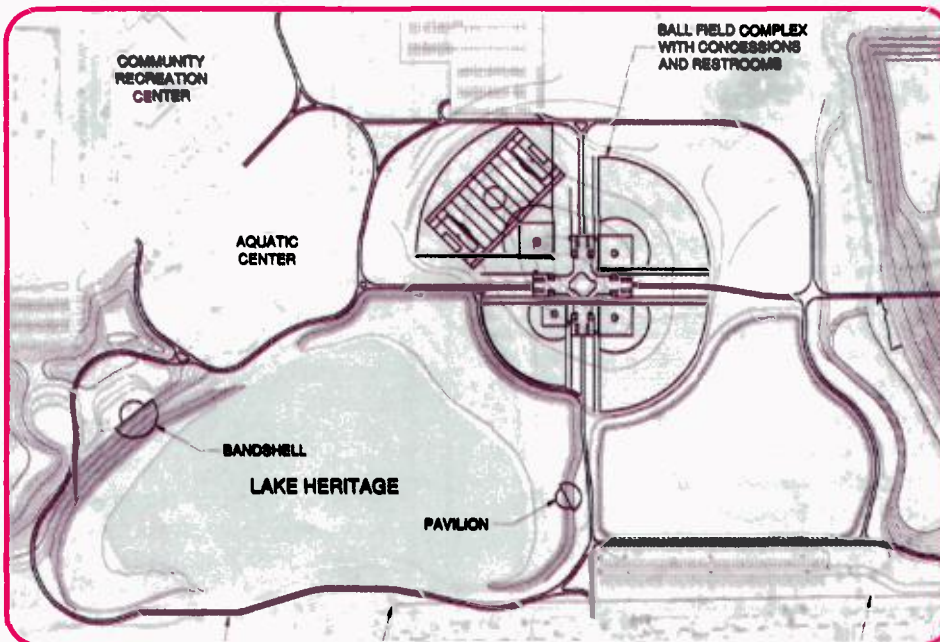 COMMUNITY
RECREATION
CENTER
BALL FIELD COMPLEX
WITH CONCESSIONS
AND RESTROOMS
AQUATIC
CENTER
BANDSHELL
LAKE HERITAGE
PAVILION